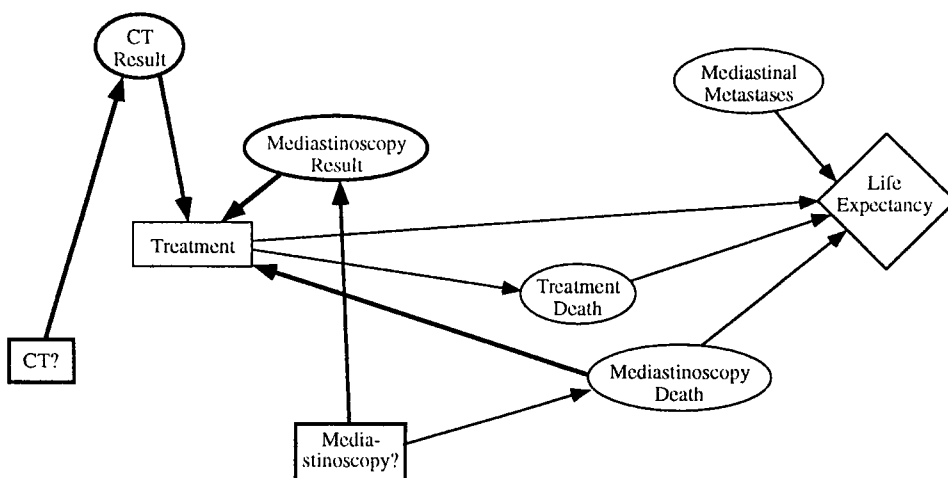 CT
Result
Mediastinal
Metastases
Mediastinoscopy
Result
Life
Expectancy
Treatment
Treatment
Death
CT?
Mediastinoscopy
Death
Media-
stinoscopy?